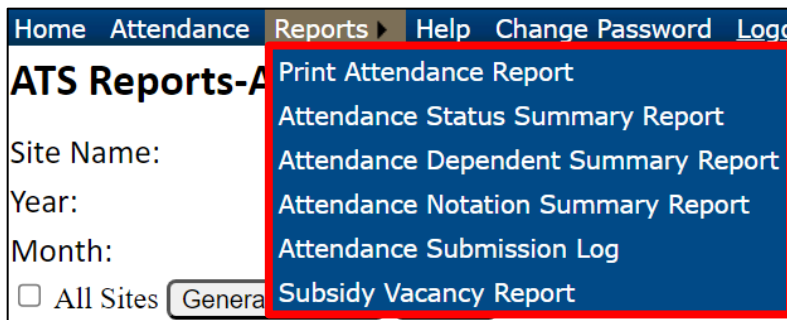 Home Attendance Reports Help Change Password
ATS
Print Attendance Report
Attendance Status Summary Report
Site Name:
Attendance Dependent Summary Report
Year:
Attendance Notation Summary Report
Month:
Attendance Submission Log
All Sites
Subsidy Vacancy Report